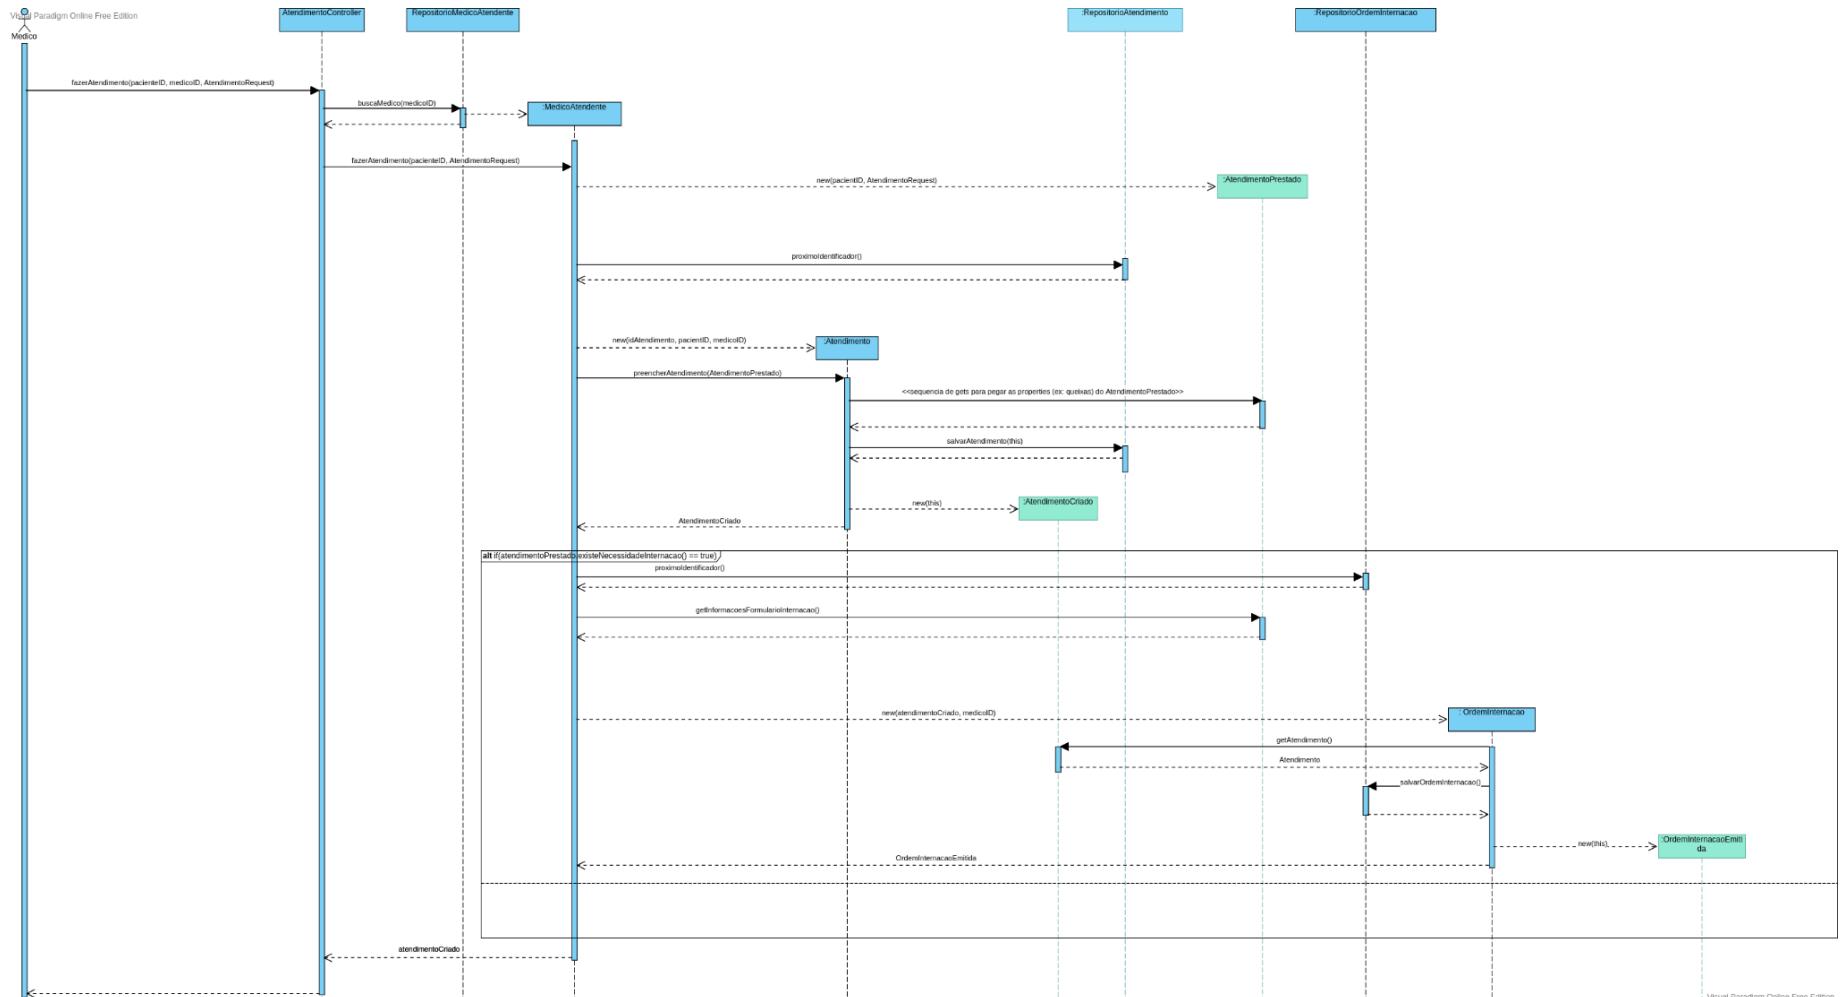 Visual Paradigm Online Free Edition
Medico
AtendimentoController
RepositorioMedicoAtendente
:RepositorioAtendimento
:RepositorioOrdemInternacao
fazerAtendimento(pacienteID, medicoID, AtendimentoRequest)
buscaMedico(medicoID)
:MedicoAtendente
fazerAtendimento(pacienteID, AtendimentoRequest)
new(pacientID, AtendimentoRequest)
:AtendimentoPrestado
proximoIdentificador()
new(idAtendimento, pacientID, medicoID)
:Atendimento
preencherAtendimento(AtendimentoPrestado)
<<sequencia de gets para pegar as properties (ex: queixas) do AtendimentoPrestado>>
salvarAtendimento(this)
new(this)
:AtendimentoCriado
AtendimentoCriado
alt if(atendimentoPrestado.existeNecessidadeInternacao() == true)
proximoIdentificador()
getInformacoesFormularioInternacao()
new(atendimentoCriado, medicoID)
: OrdemInternacao
getAtendimento()
Atendimento
salvarOrdemInternacao()
new(this)
:OrdemInternacaoEmiti
da
OrdemInternacaoEmitida
atendimentoCriado
Visual Paradigm Online Free Edition